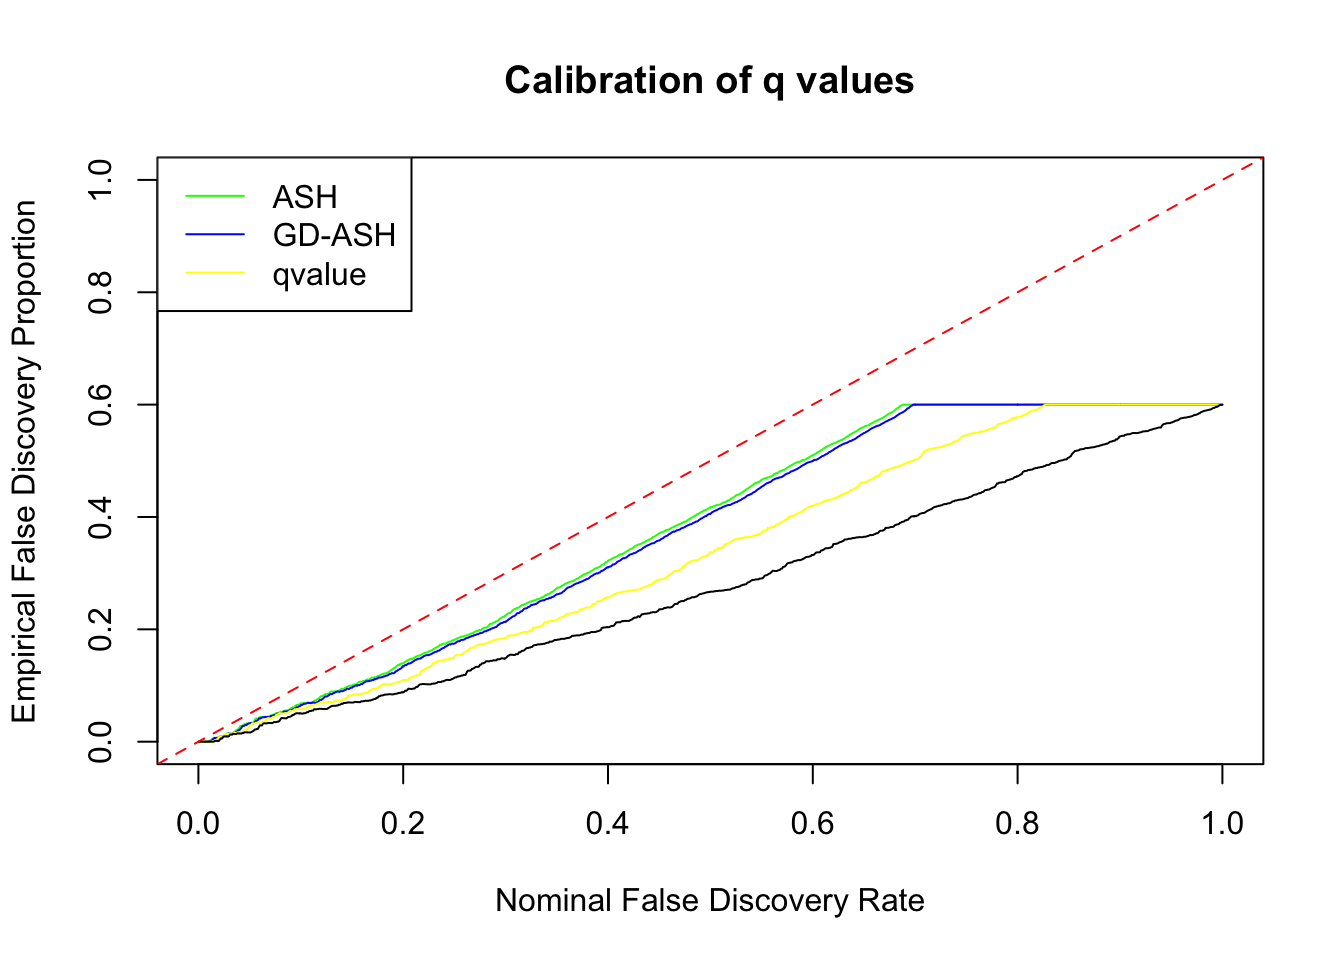 Calibration of q values
ASH
GD-ASH
qvalue
Empirical False Discovery Proportion
1.0
0.8
0.6
0.4
0.2
0.0
0.0 0.2 0.4 0.6 0.8 1.0
Nominal False Discovery Rate